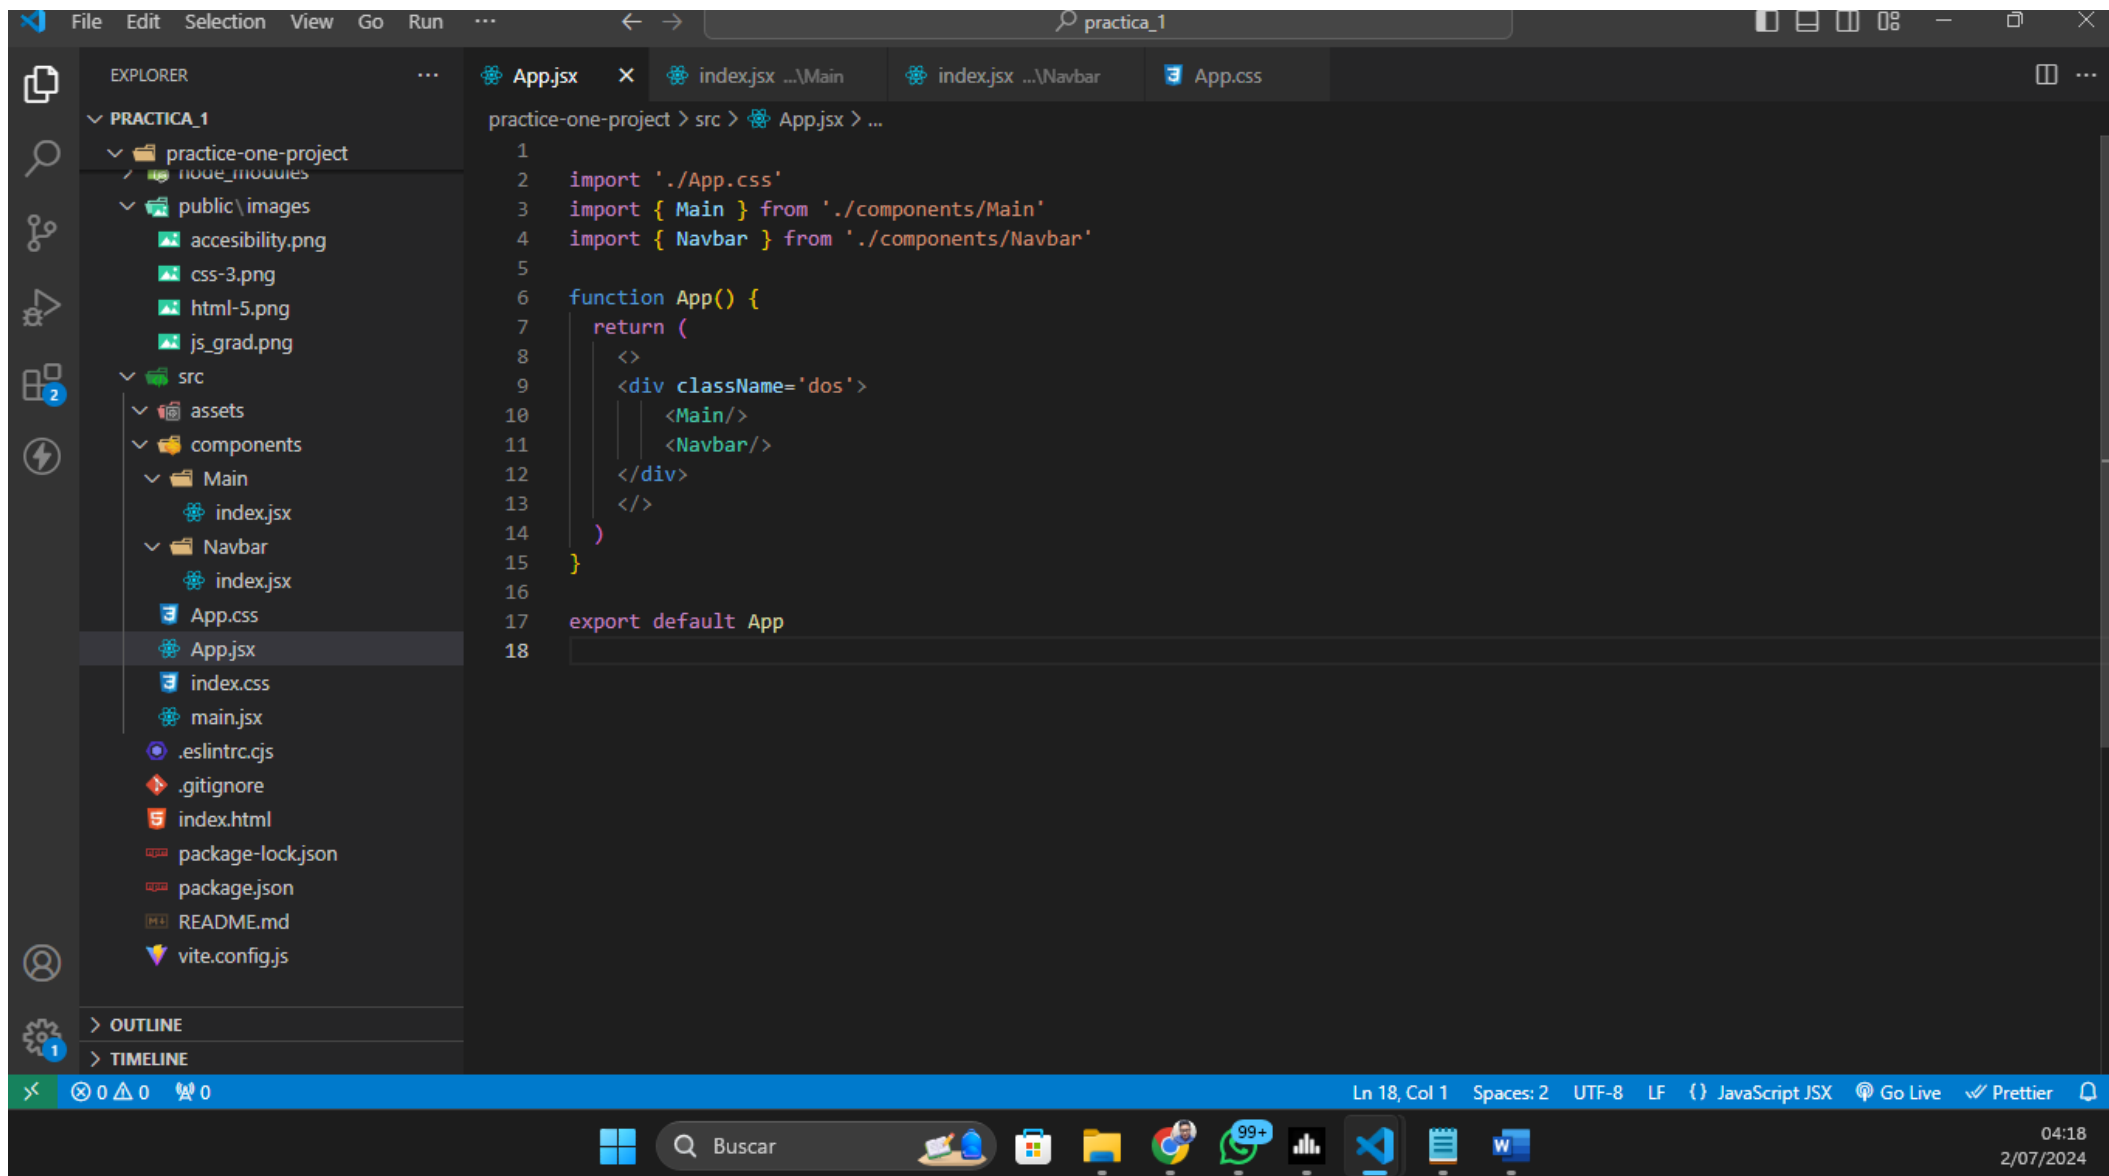 File Edit Selection View Go Run ...
practica_1
EXPLORER ...
PRACTICA_1
practice-one-project
node_modules
public\images
accesibility.png
css-3.png
html-5.png
js_grad.png
src
assets
components
Main
index.jsx
Navbar
index.jsx
App.css
App.jsx
index.css
main.jsx
.eslintrc.cjs
.gitignore
index.html
package-lock.json
package.json
README.md
vite.config.js
OUTLINE
TIMELINE
2
1
App.jsx index.jsx ...\Main index.jsx ...\Navbar App.css
practice-one-project > src > App.jsx > ...
1
2 import './App.css'
3 import { Main } from './components/Main'
4 import { Navbar } from './components/Navbar'
5
6 function App() {
7 return (
8 <>
9 <div className='dos'>
10 <Main/>
11 <Navbar/>
12 </div>
13 </>
14 )
15 }
16
17 export default App
18
0 0 0 Ln 18, Col 1 Spaces: 2 UTF-8 LF {} JavaScript JSX Go Live Prettier
Buscar
99+
W
04:18
2/07/2024